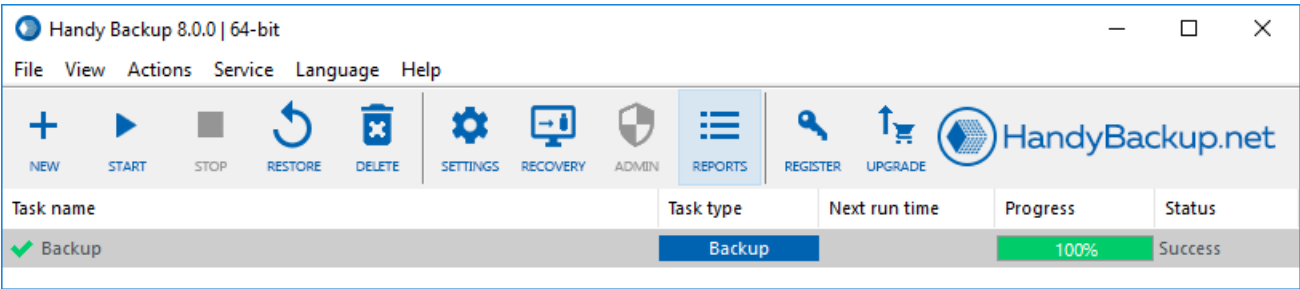 Handy Backup 8.0.0 | 64-bit
File View Actions Service Language Help
NEW START STOP RESTORE DELETE SETTINGS RECOVERY ADMIN REPORTS REGISTER UPGRADE HandyBackup.net
Task name Task type Next run time Progress Status
Backup Backup 100% Success